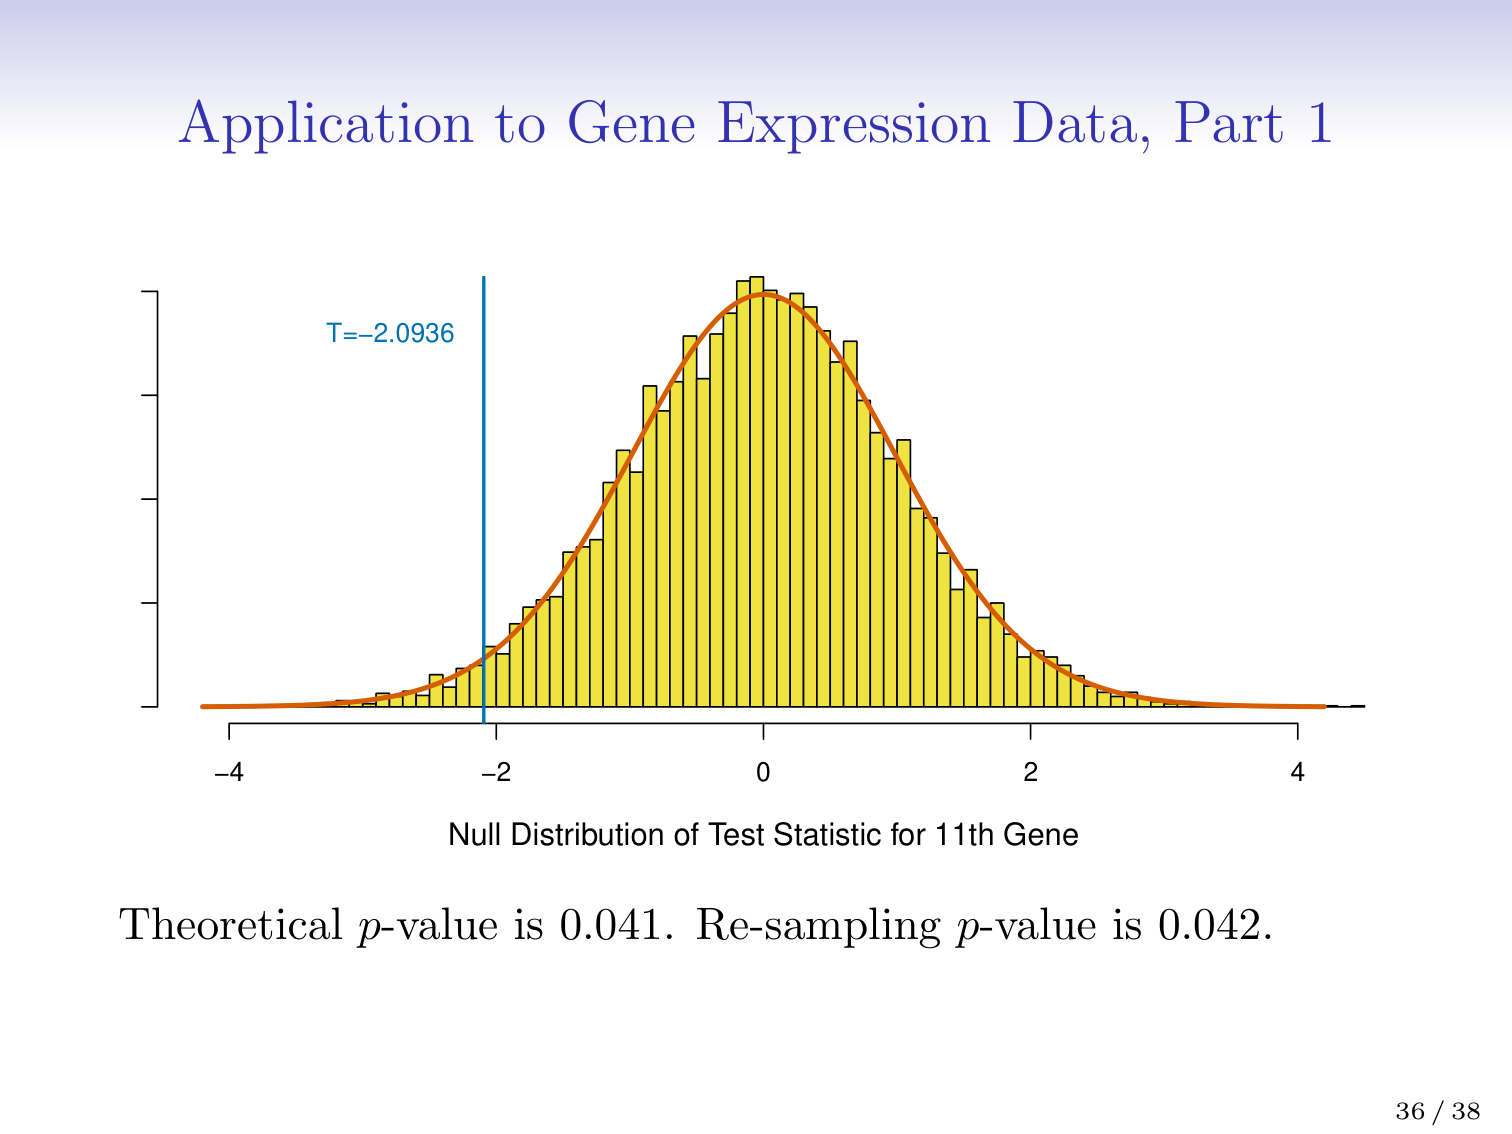 Application to Gene Expression Data, Part 1
T=−2.0936
−4 −2 0 2 4
Null Distribution of Test Statistic for 11th Gene
Theoretical p-value is 0.041. Re-sampling p-value is 0.042.
36 / 38